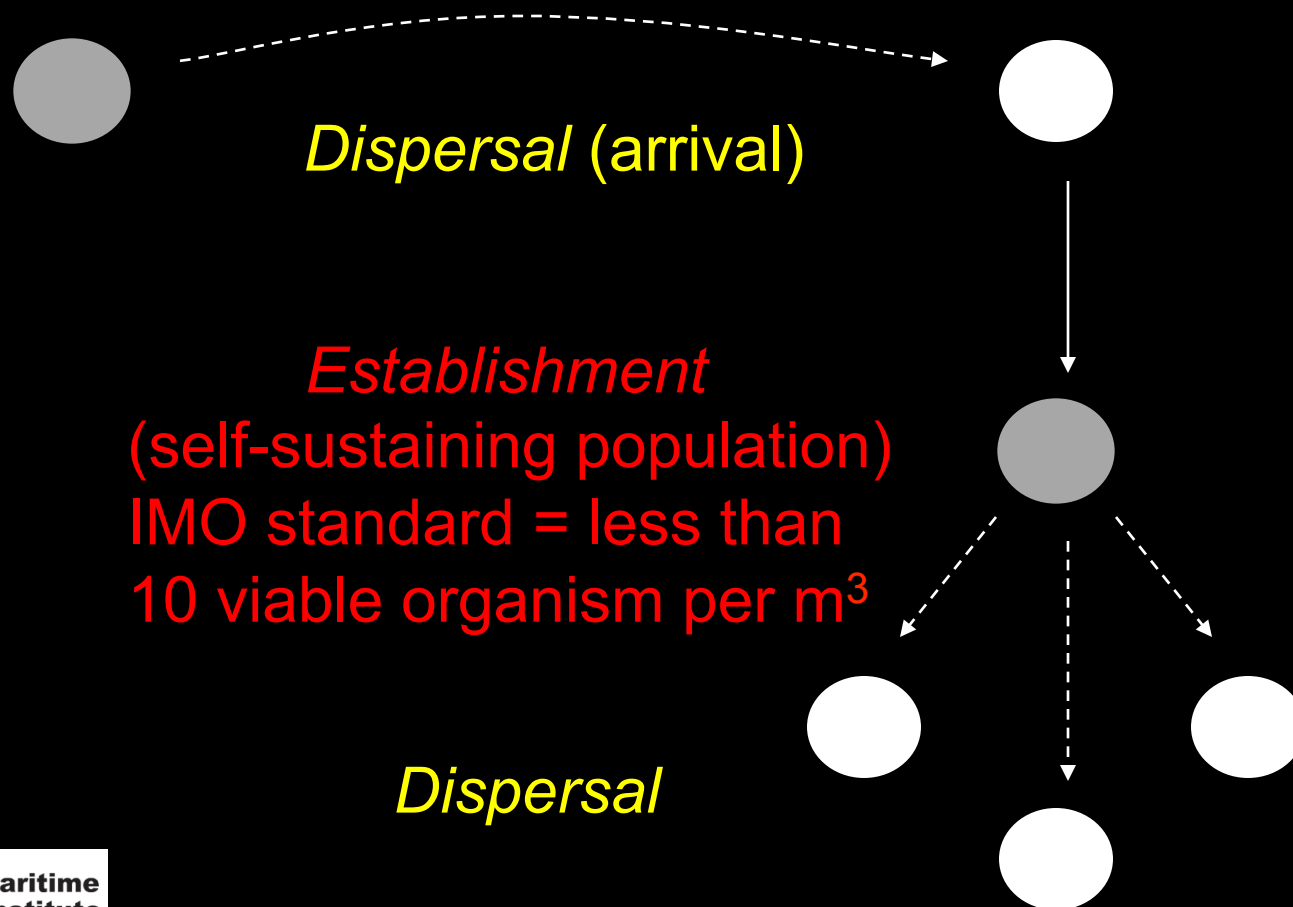 Dispersal (arrival)
Establishment
(self-sustaining population)
IMO standard = less than
10 viable organism per m³
Dispersal
aritime